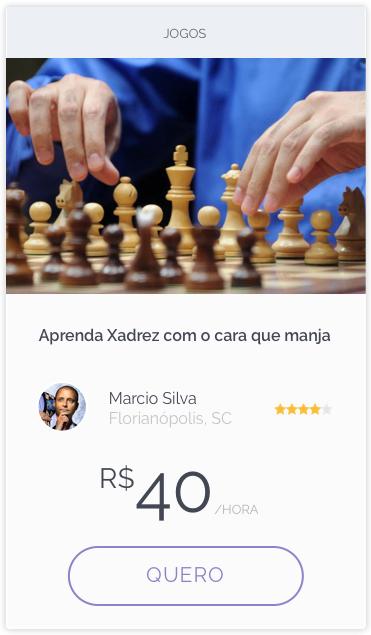 JOGOS
Aprenda Xadrez com o cara que manja
Marcio Silva
Florianópolis, SC
R$40 /HORA
QUERO